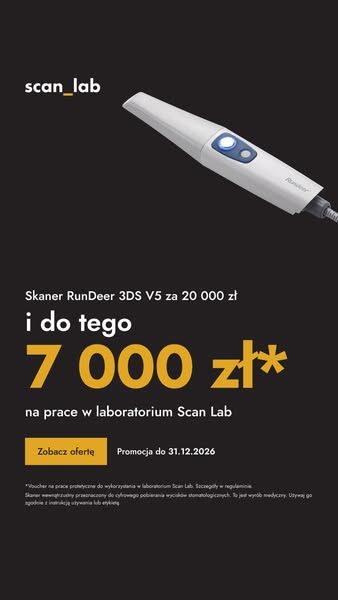 scan_lab
RunDeer
Skaner RunDeer 3DS V5 za 20 000 zł
i do tego
7 000 zł*
na prace w laboratorium Scan Lab
Zobacz ofertę
Promocja do 31.12.2026
*Voucher na prace protetyczne do wykorzystania w laboratorium Scan Lab. Szczegóły w regulaminie.
Skaner wewnątrzustny przeznaczony do cyfrowego pobierania wycisków stomatologicznych. To jest wyrób medyczny. Używaj go
zgodnie z instrukcją używania lub etykietą.